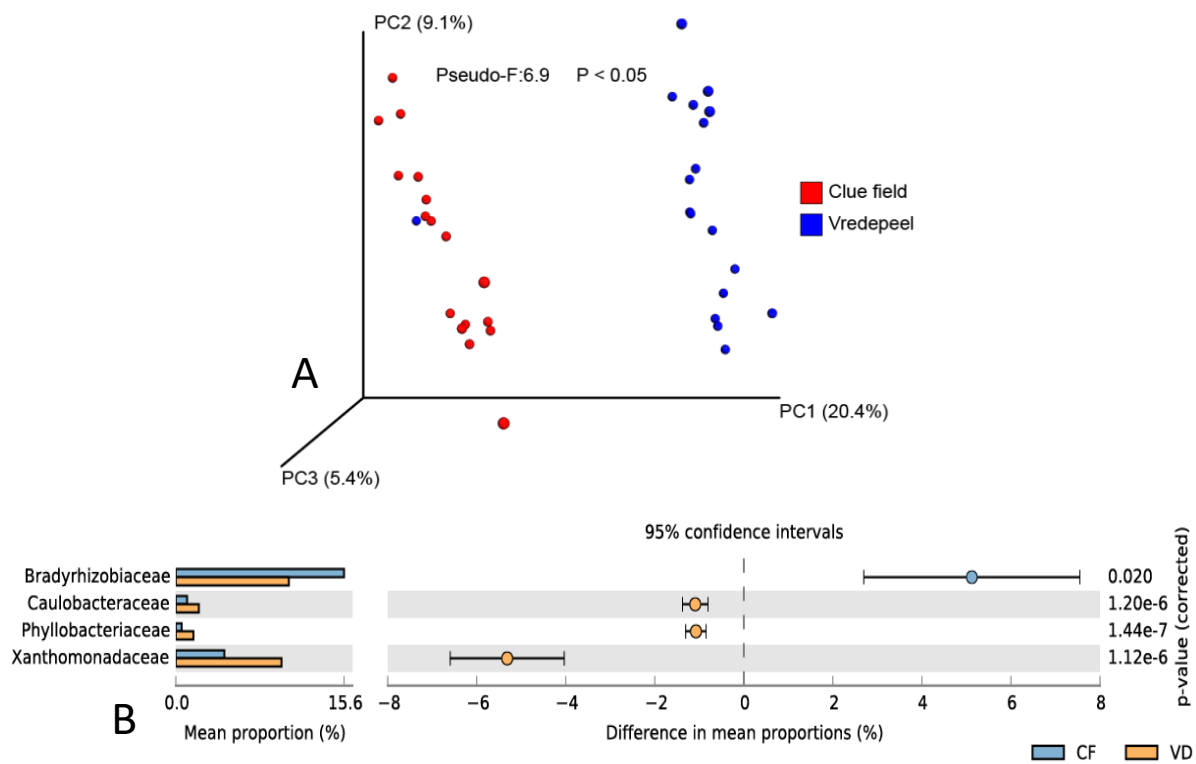 PC2 (9.1%)
Pseudo-F:6.9 P < 0.05
Clue field
Vredepeel
A
PC1 (20.4%)
PC3 (5.4%)
95% confidence intervals
Bradyrhizobiaceae 0.020
Caulobacteraceae 1.20e-6
Phyllobacteriaceae 1.44e-7
Xanthomonadaceae 1.12e-6
p-value (corrected)
0.0 15.6 −8 −6 −4 −2 0 2 4 6 8
B
Mean proportion (%) Difference in mean proportions (%)
CF VD